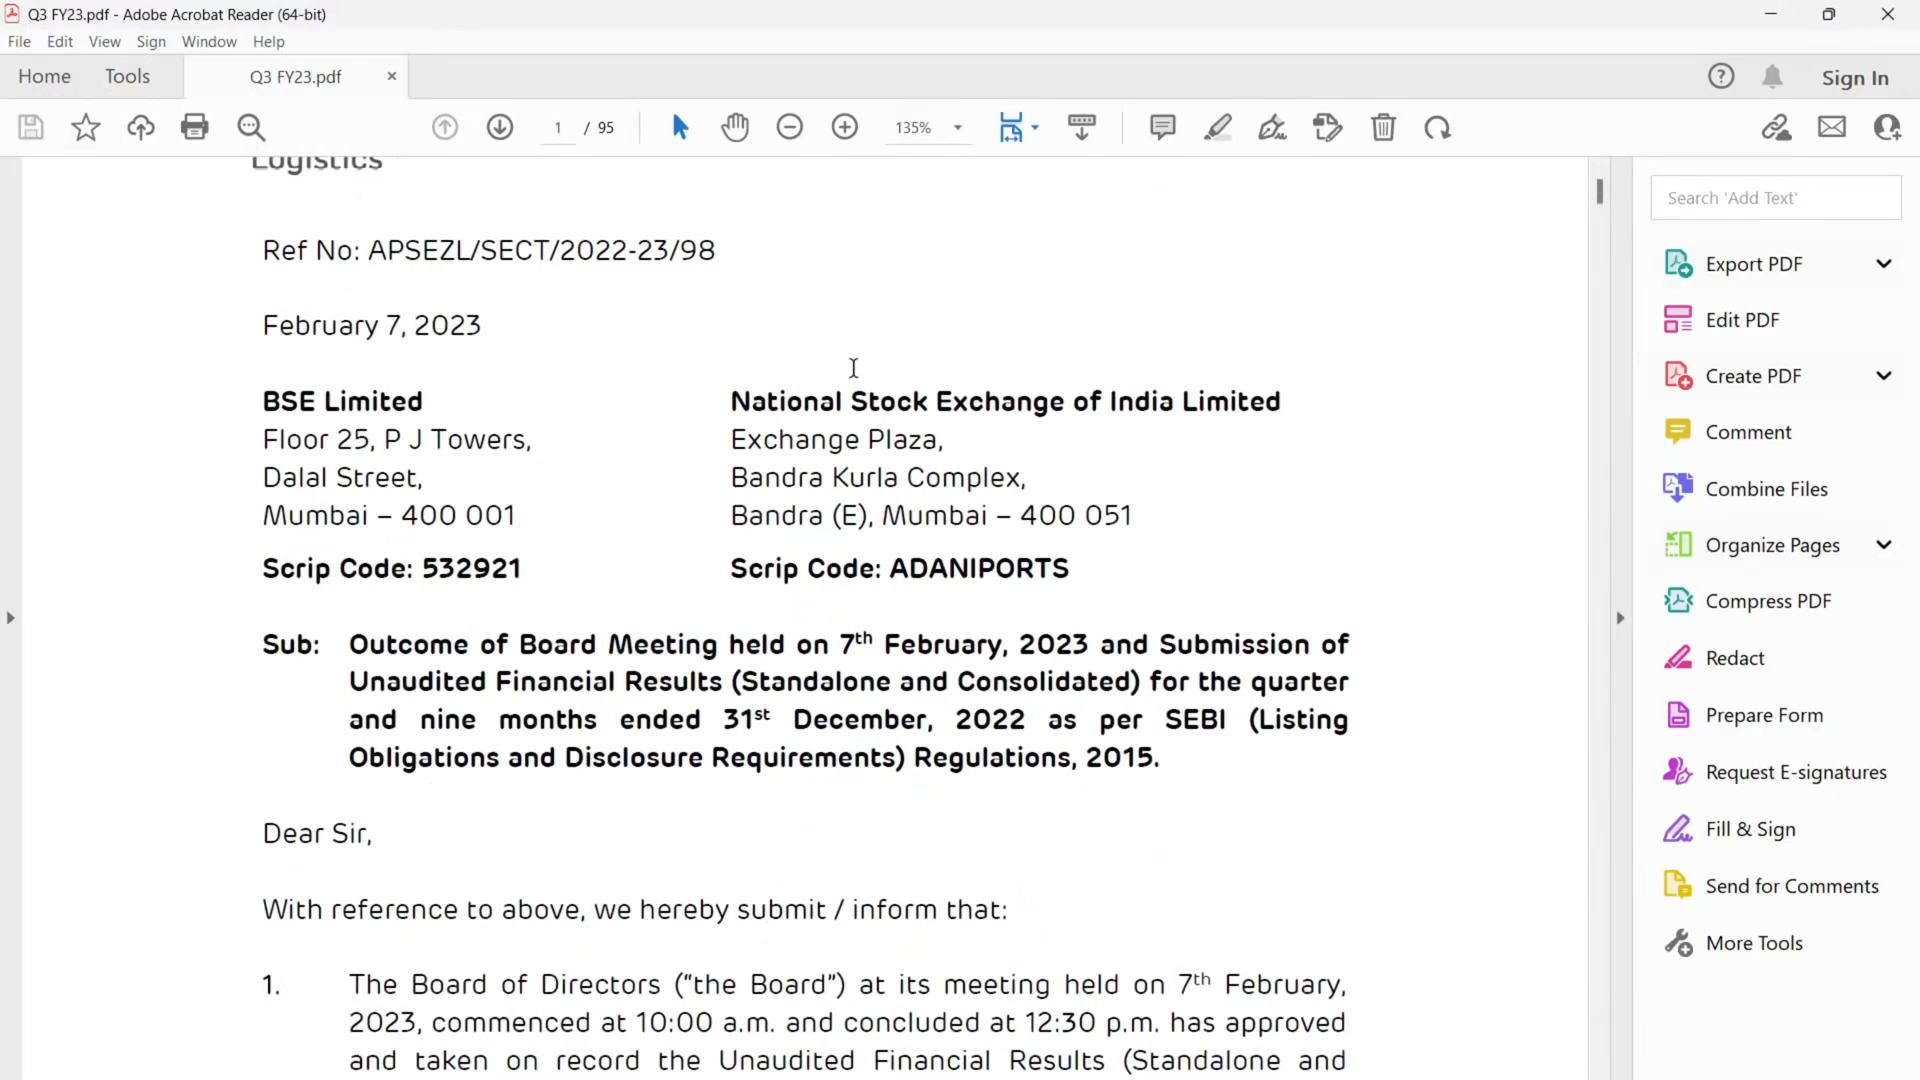 Q3 FY23.pdf - Adobe Acrobat Reader (64-bit)
File Edit View Sign Window Help
Home Tools Q3 FY23.pdf × Sign In
1 / 95 135%
Logistics
Ref No: APSEZL/SECT/2022-23/98
February 7, 2023
BSE Limited
Floor 25, P J Towers,
Dalal Street,
Mumbai – 400 001
Scrip Code: 532921
National Stock Exchange of India Limited
Exchange Plaza,
Bandra Kurla Complex,
Bandra (E), Mumbai – 400 051
Scrip Code: ADANIPORTS
Sub: Outcome of Board Meeting held on 7th February, 2023 and Submission of
Unaudited Financial Results (Standalone and Consolidated) for the quarter
and nine months ended 31st December, 2022 as per SEBI (Listing
Obligations and Disclosure Requirements) Regulations, 2015.
Dear Sir,
With reference to above, we hereby submit / inform that:
1. The Board of Directors ("the Board") at its meeting held on 7th February,
2023, commenced at 10:00 a.m. and concluded at 12:30 p.m. has approved
and taken on record the Unaudited Financial Results (Standalone and
Search 'Add Text'
Export PDF
Edit PDF
Create PDF
Comment
Combine Files
Organize Pages
Compress PDF
Redact
Prepare Form
Request E-signatures
Fill & Sign
Send for Comments
More Tools